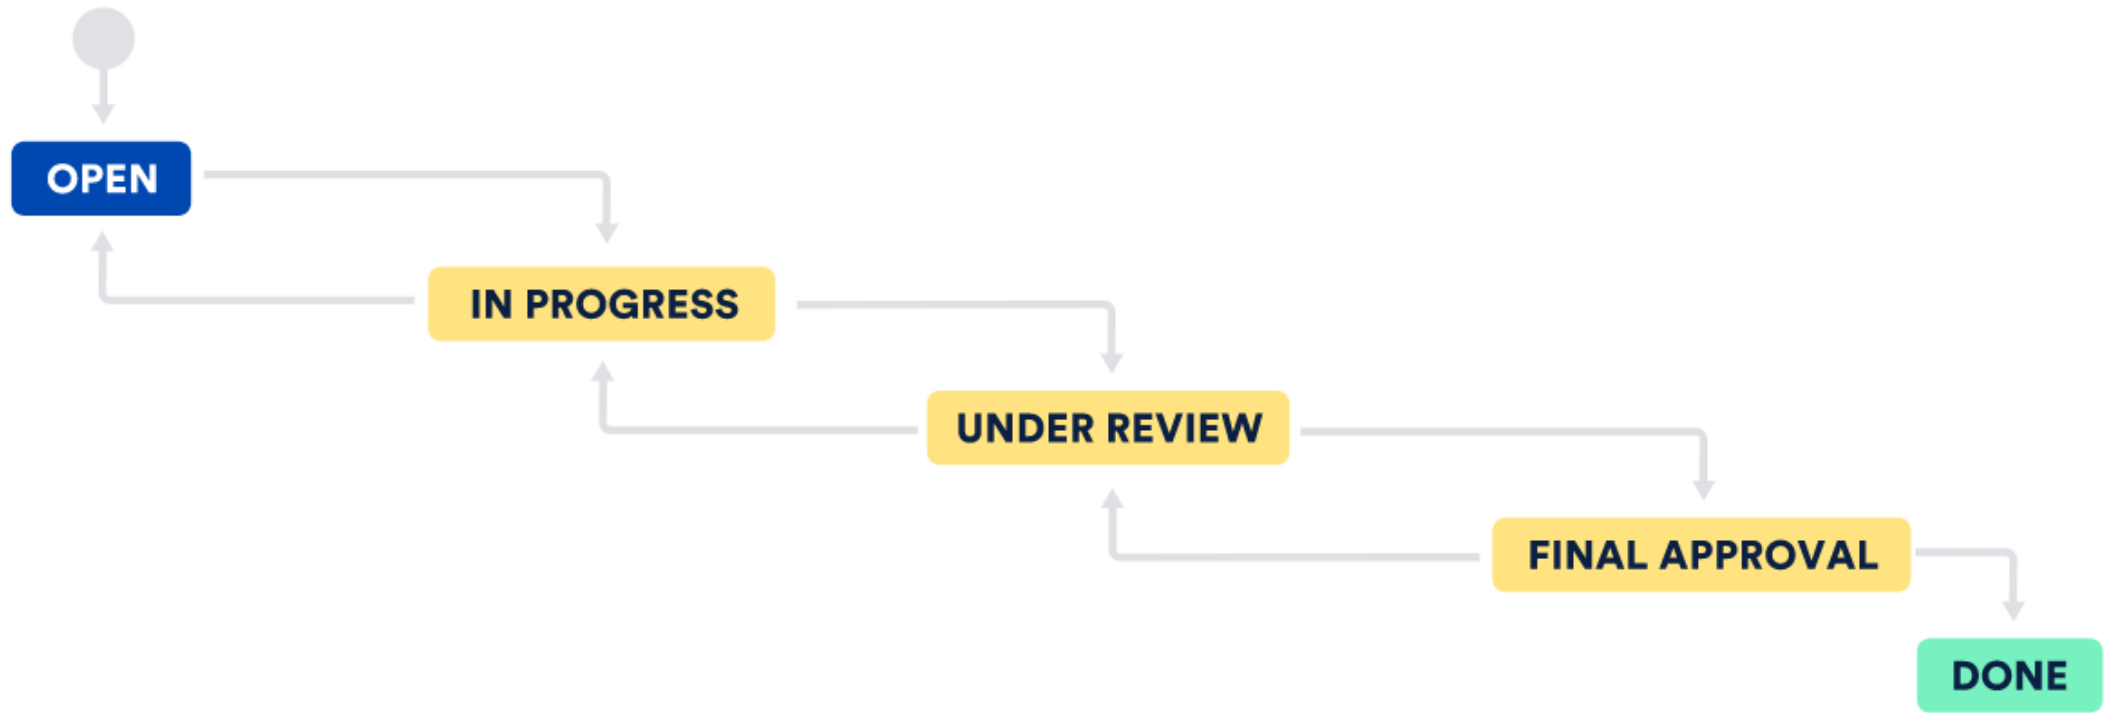 OPEN
IN PROGRESS
UNDER REVIEW
FINAL APPROVAL
DONE